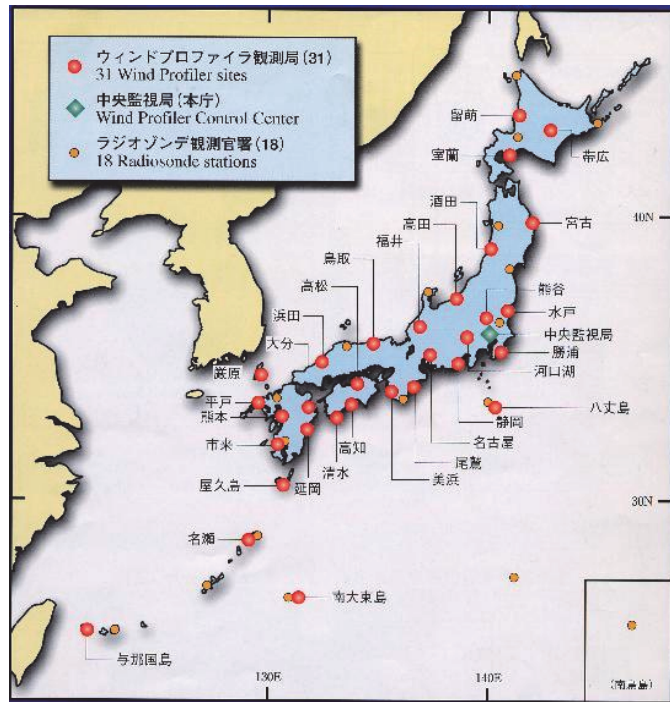 ウィンドプロファイラ観測局(31)
31 Wind Profiler sites
中央監視局(本庁)
Wind Profiler Control Center
ラジオゾンデ観測官署(18)
18 Radiosonde stations
留萌
帯広
室蘭
酒田
40N
宮古
高田
福井
鳥取
熊谷
高松
水戸
浜田
中央監視局
大分
勝浦
厳原
河口湖
平戸
八丈島
熊本
静岡
市来
高知
名古屋
清水
尾鷲
屋久島
延岡
美浜
30N
名瀬
南大東島
与那国島
130E
140E
(南鳥島)